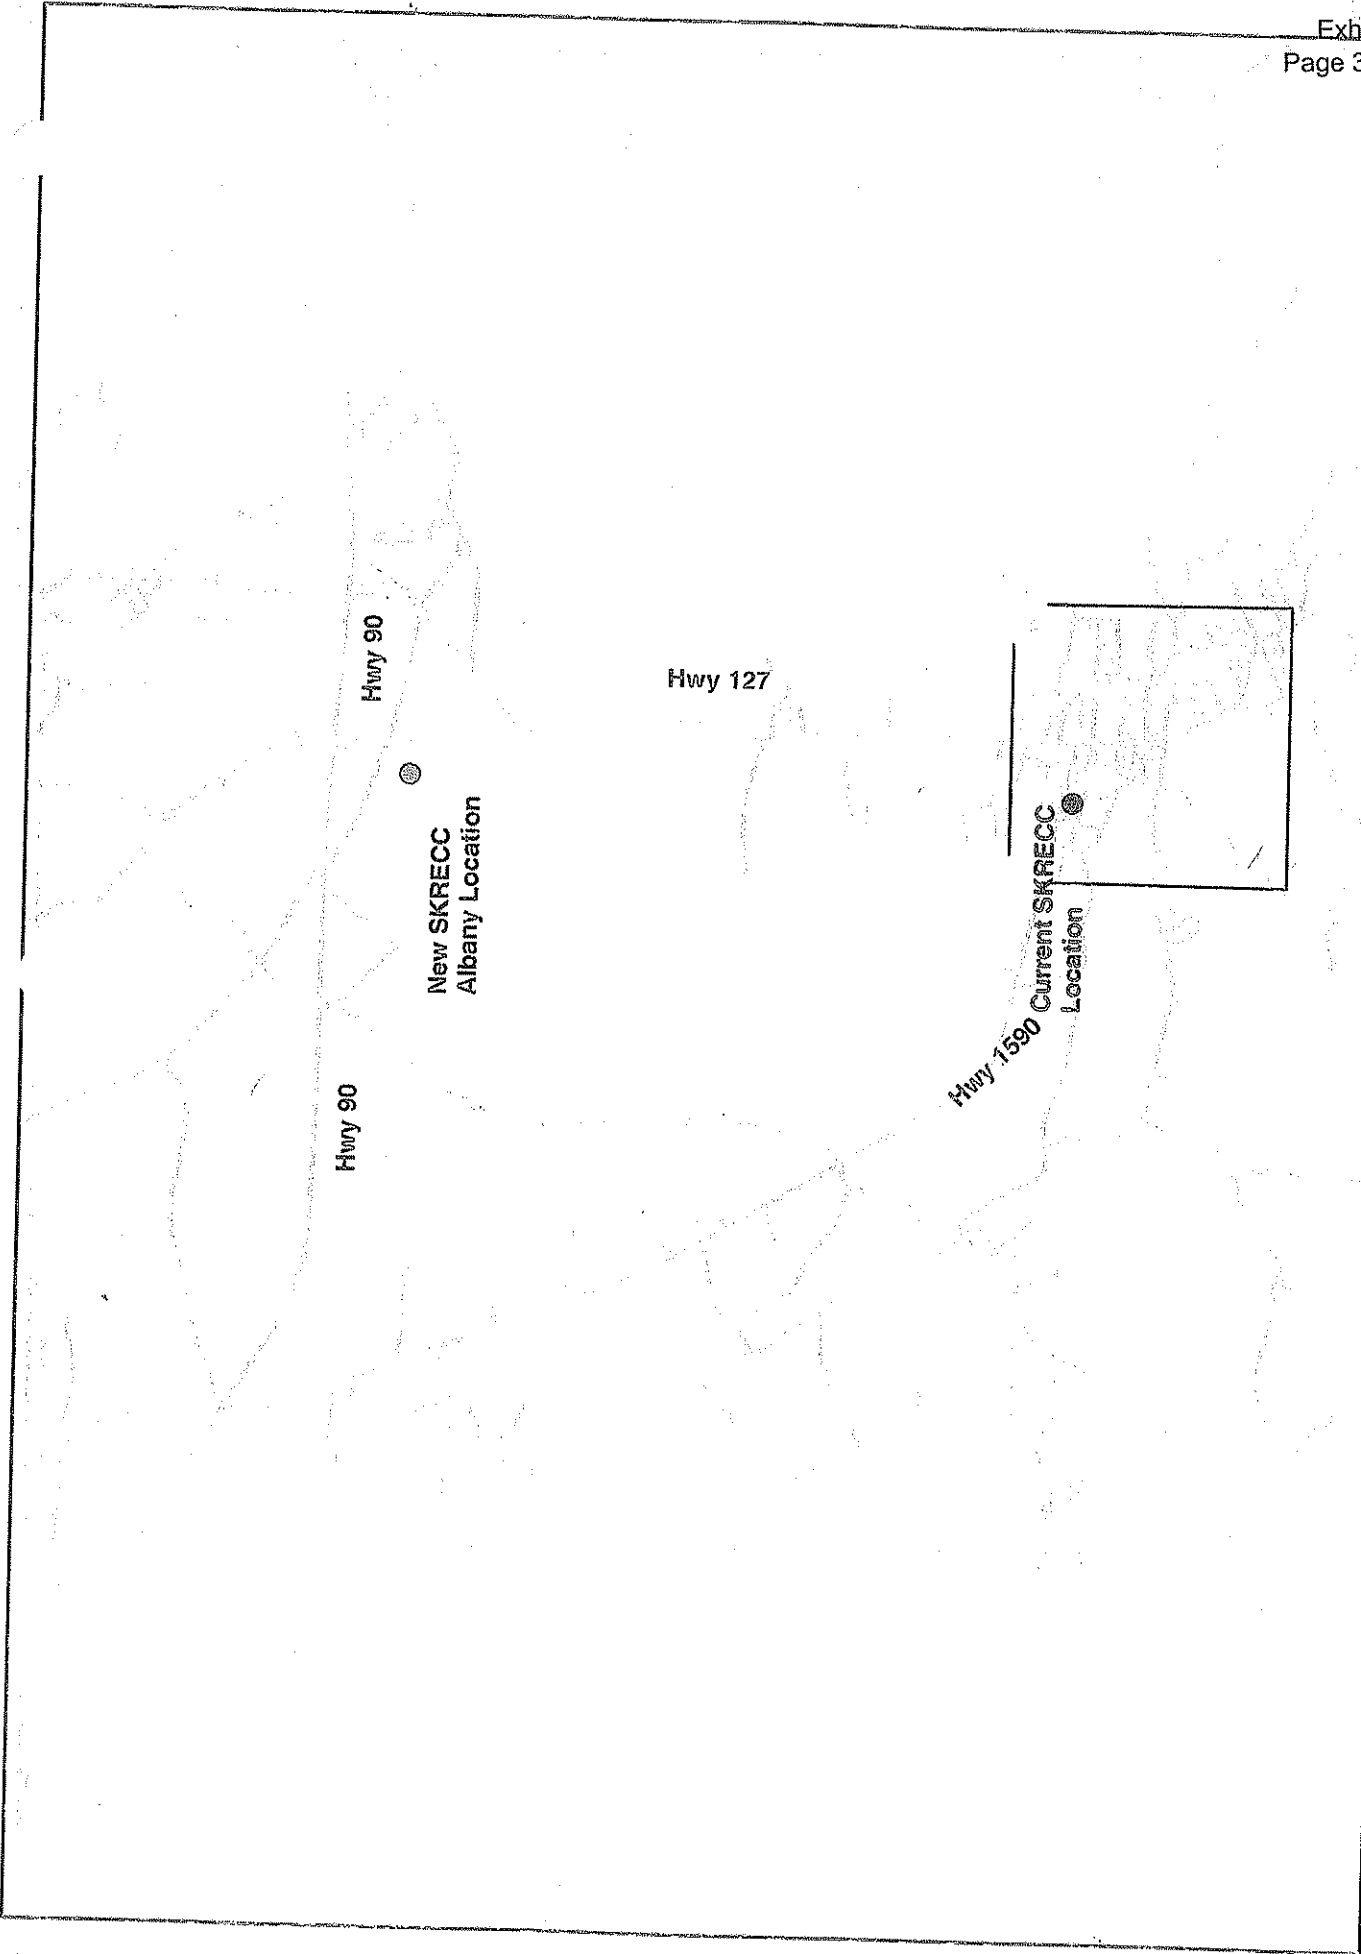 Exh
Page 3
Hwy 90
Hwy 127
New SKRECC
Albany Location
Current SKRECC
Location
Hwy 1590
Hwy 90